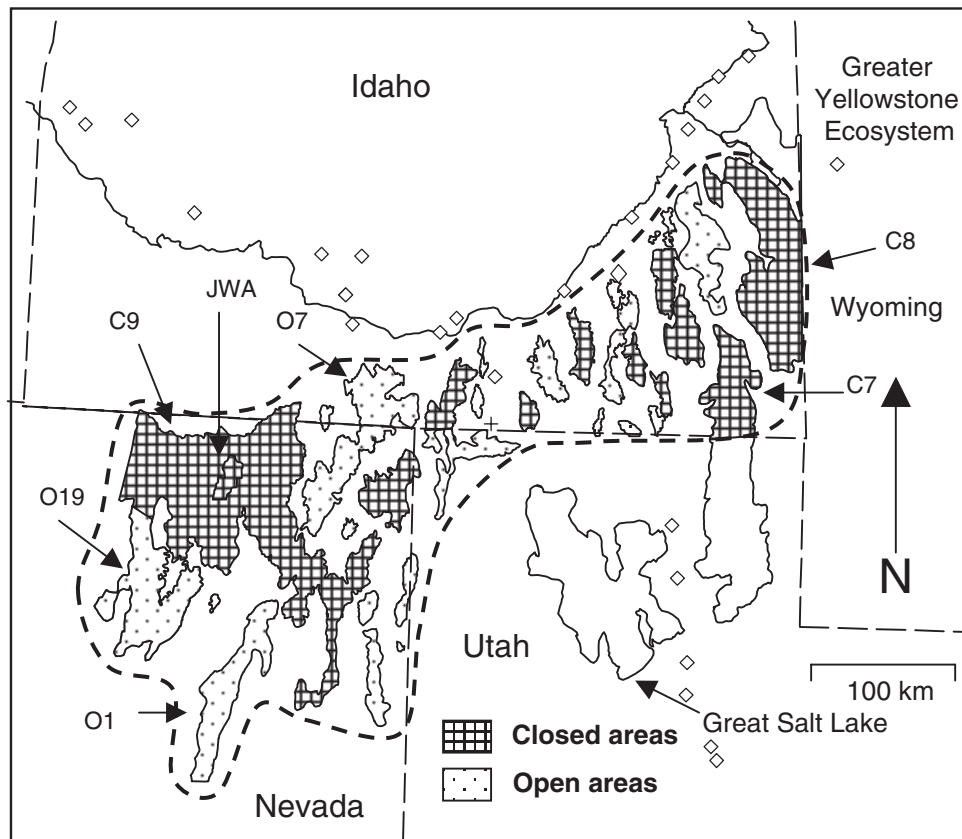 Idaho
Greater
Yellowstone
Ecosystem
C8
JWA
Wyoming
C9
O7
C7
O19
N
Utah
100 km
O1
Great Salt Lake
Closed areas
Open areas
Nevada